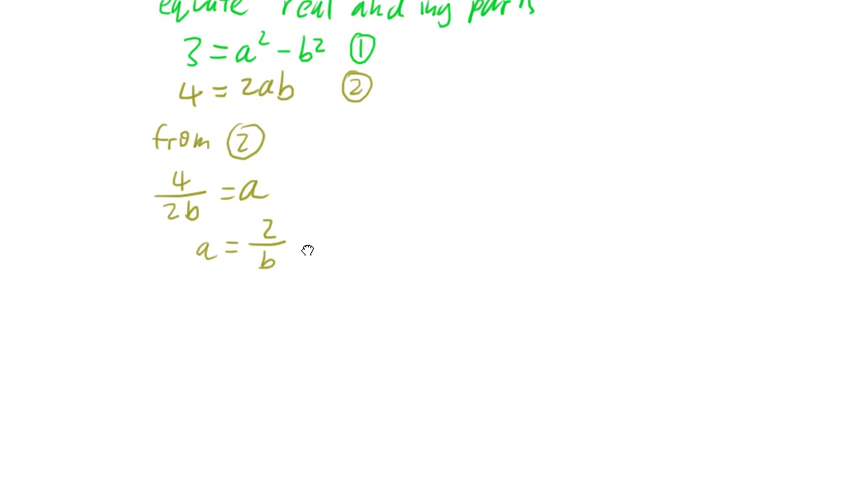 equate real and img parts
3 = a² - b² ①
4 = 2ab ②
from ②
4/2b = a
a = 2/b